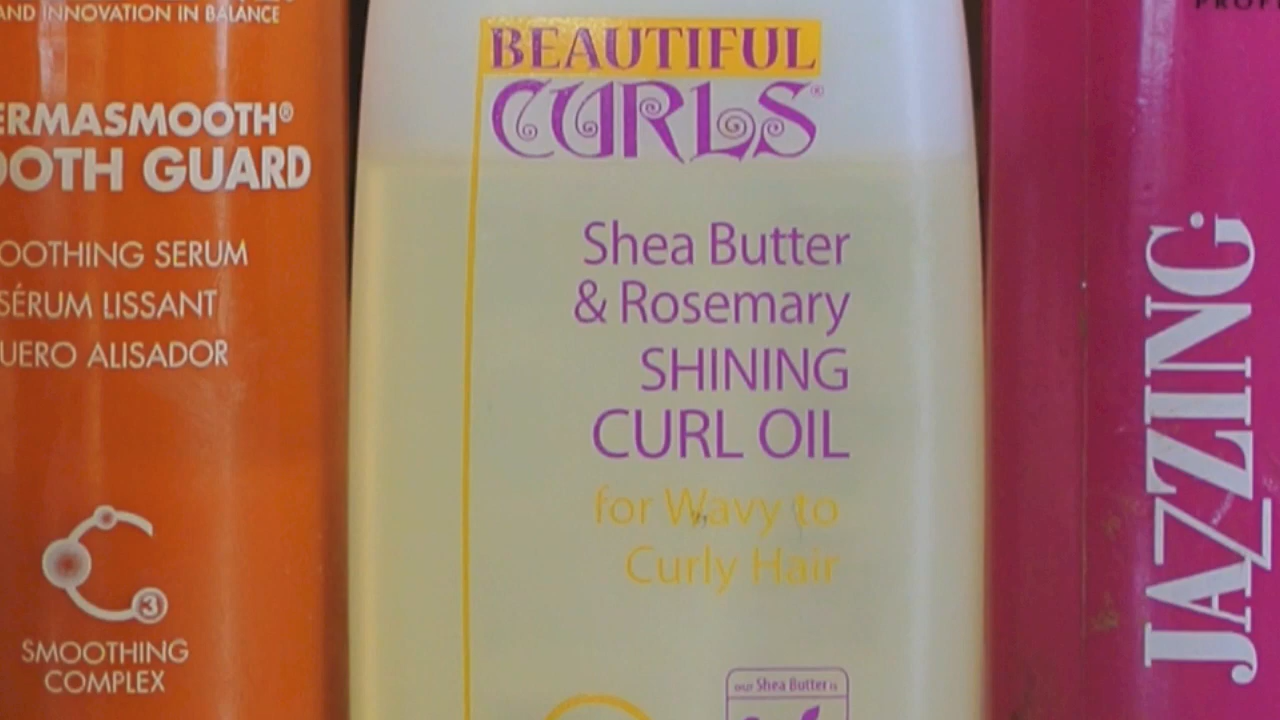 AND INNOVATION IN BALANCE
ERMASMOOTH®
OOTH GUARD
OOTHING SERUM
SÉRUM LISSANT
UERO ALISADOR
3
SMOOTHING
COMPLEX
BEAUTIFUL
CURLS®
Shea Butter
& Rosemary
SHINING
CURL OIL
for Wavy to
Curly Hair
our Shea Butter is
JAZZING